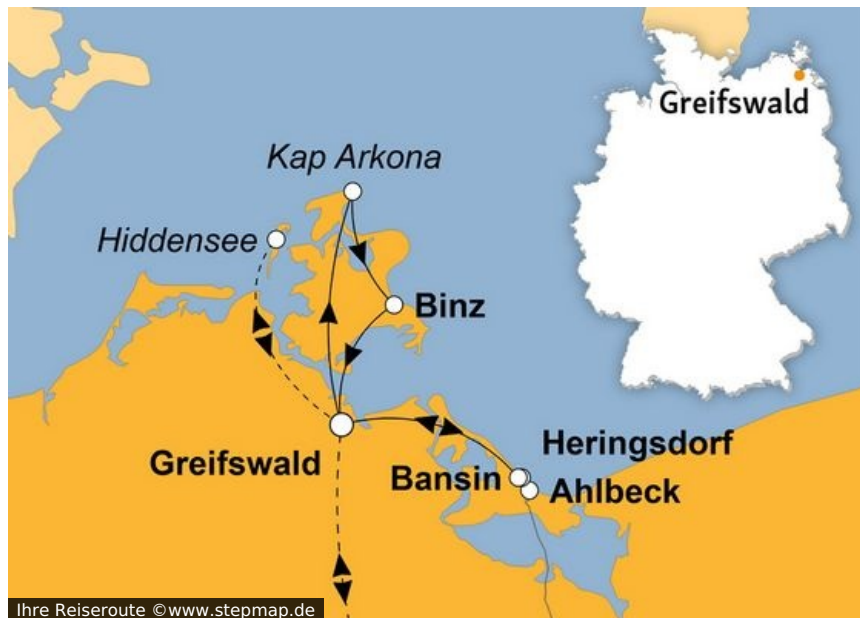 Greifswald
Kap Arkona
Hiddensee
Binz
Greifswald
Heringsdorf
Bansin
Ahlbeck
Ihre Reiseroute ©www.stepmap.de